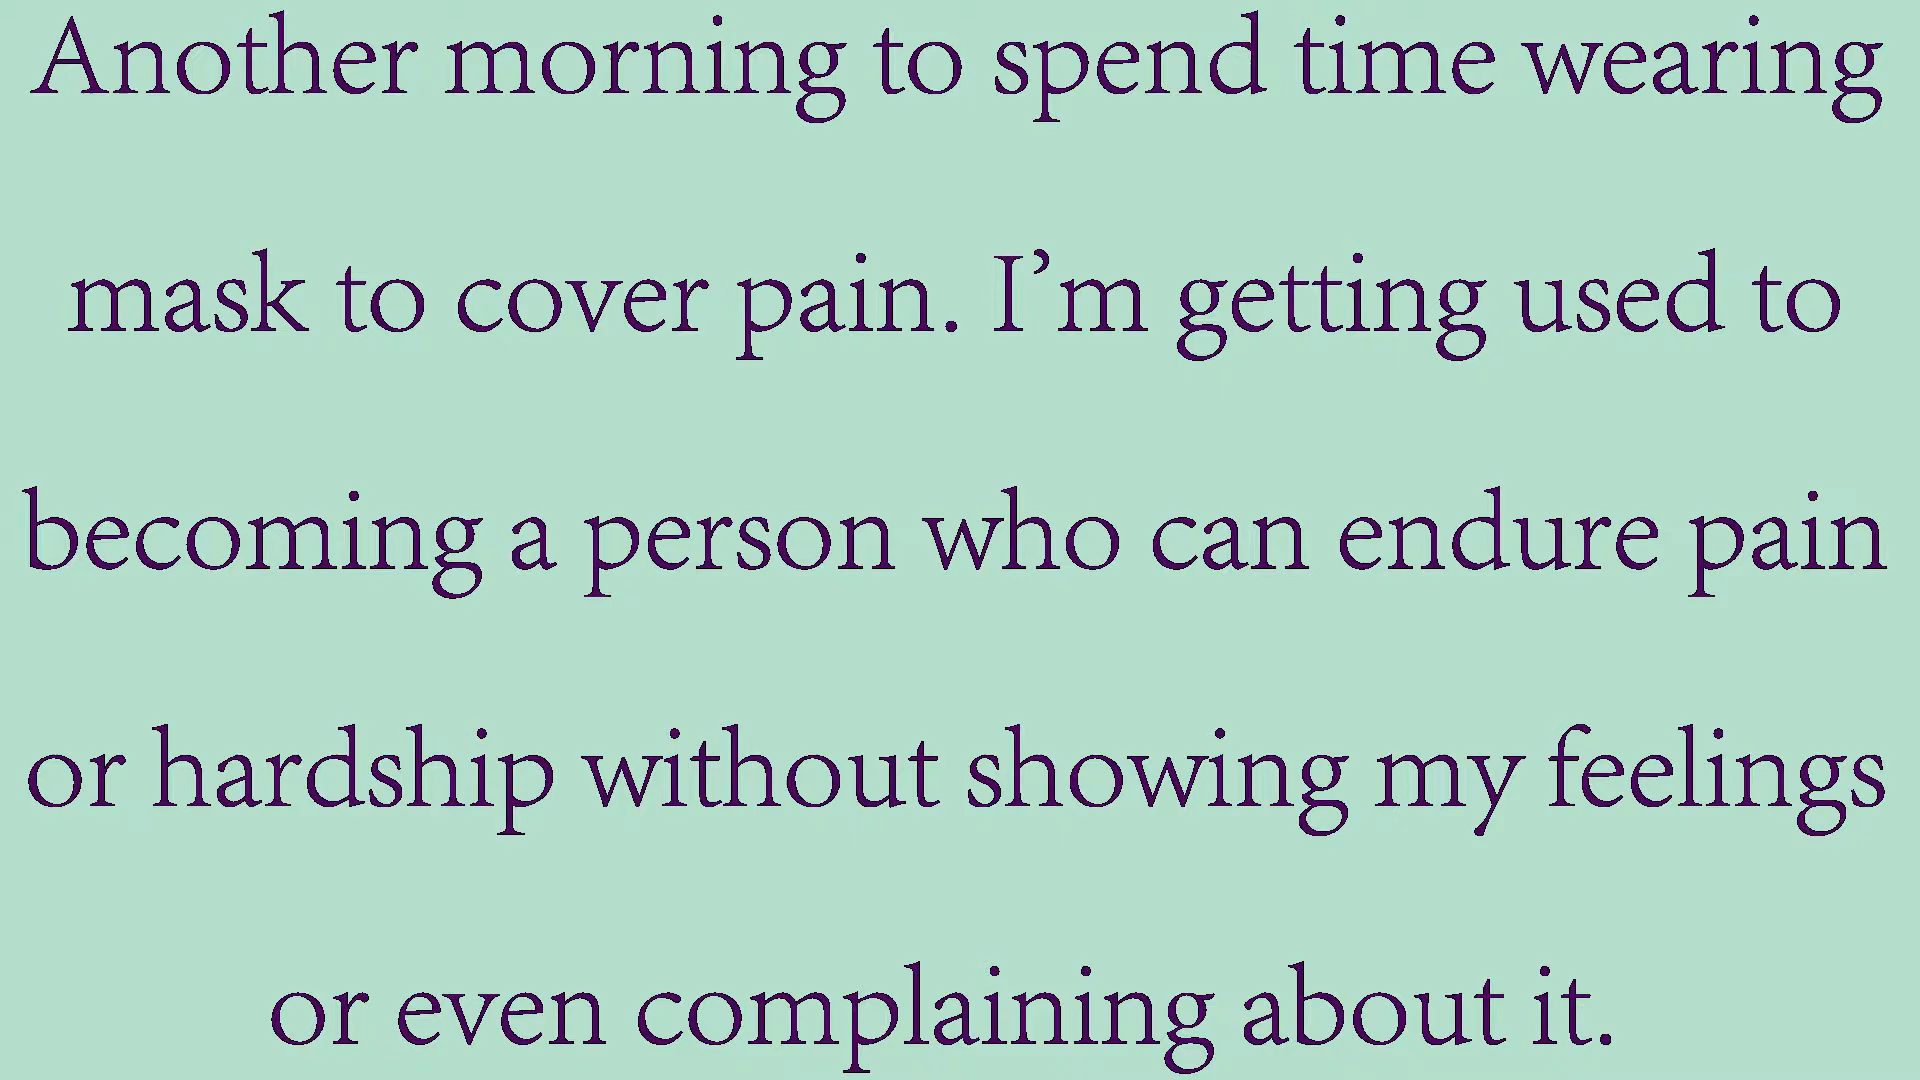 Another morning to spend time wearing
mask to cover pain. I’m getting used to
becoming a person who can endure pain
or hardship without showing my feelings
or even complaining about it.